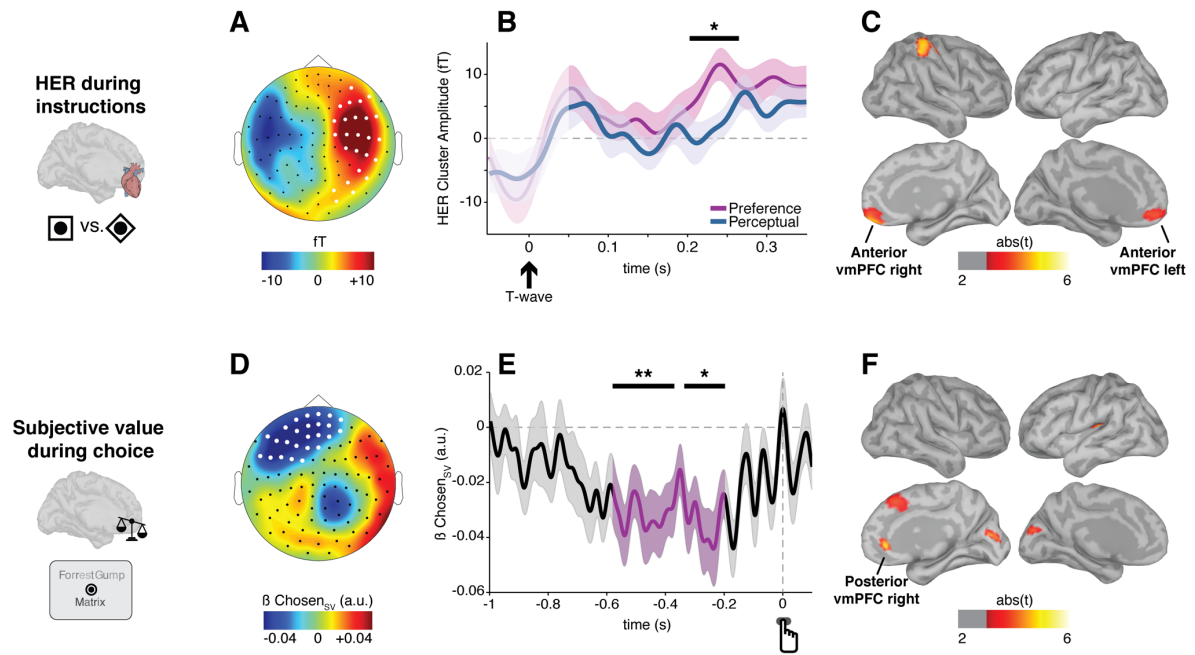 A
B
C
HER during
instructions
vs.
fT
-10 0 +10
HER Cluster Amplitude (fT)
10
0
-10
*
Preference
Perceptual
0 0.1 0.2 0.3
time (s)
T-wave
Anterior
vmPFC right
Anterior
vmPFC left
abs(t)
2 6
D
E
F
Subjective value
during choice
ForrestGump
Matrix
ß ChosenSV (a.u.)
-0.04 0 +0.04
ß ChosenSV (a.u.)
0.02
0
-0.02
-0.04
-0.06
** *
-1 -0.8 -0.6 -0.4 -0.2 0
time (s)
Posterior
vmPFC right
abs(t)
2 6